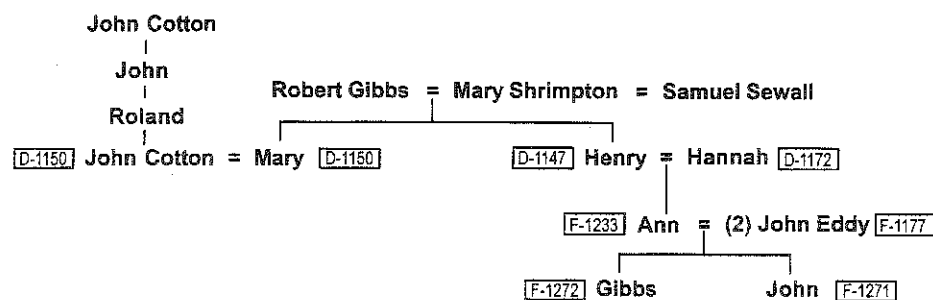 John Cotton
John
Robert Gibbs = Mary Shrimpton = Samuel Sewall
Roland
D-1150 John Cotton = Mary D-1150 D-1147 Henry = Hannah D-1172
F-1233 Ann = (2) John Eddy F-1177
F-1272 Gibbs John F-1271